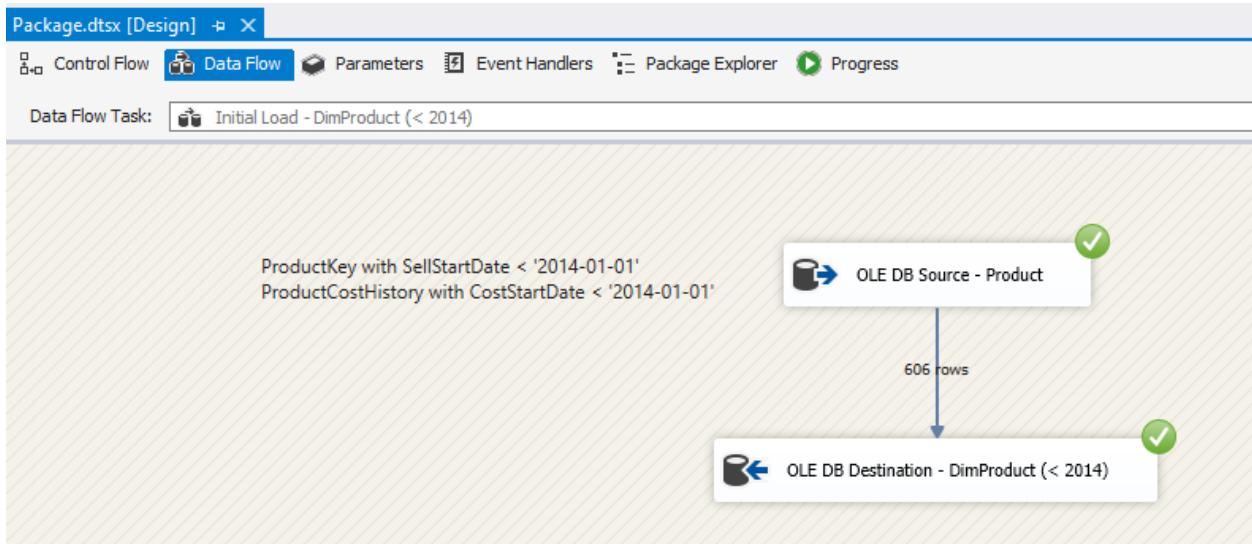 Package.dtsx [Design]
Control Flow Data Flow Parameters Event Handlers Package Explorer Progress
Data Flow Task: Initial Load - DimProduct (< 2014)
ProductKey with SellStartDate < '2014-01-01'
ProductCostHistory with CostStartDate < '2014-01-01'
OLE DB Source - Product
606 rows
OLE DB Destination - DimProduct (< 2014)